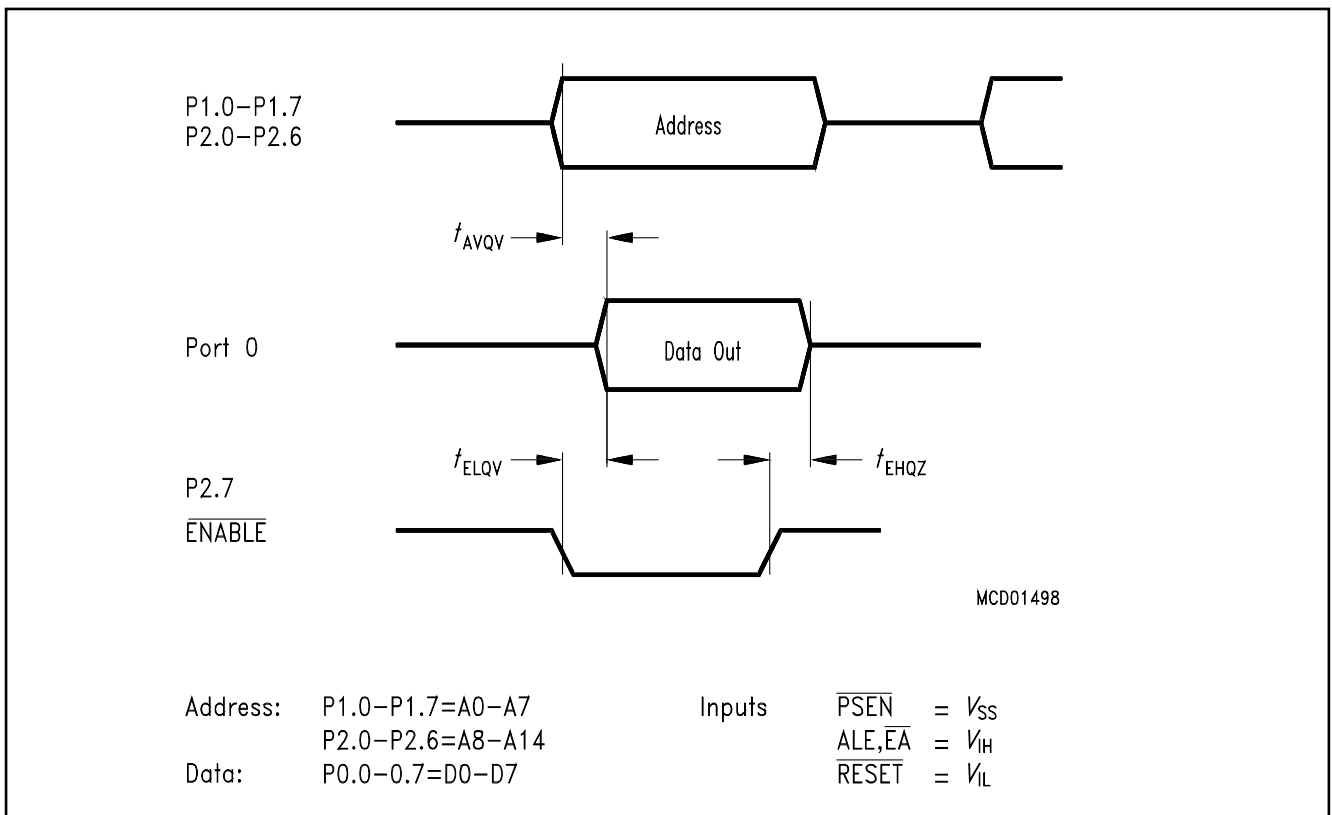 P1.0-P1.7
P2.0-P2.6
Address
tAVQV
Port 0
Data Out
tELQV
tEHQZ
P2.7
ENABLE
MCD01498
Address: P1.0-P1.7=A0-A7 Inputs PSEN = VSS
P2.0-P2.6=A8-A14 ALE,EA = VIH
Data: P0.0-0.7=D0-D7 RESET = VIL